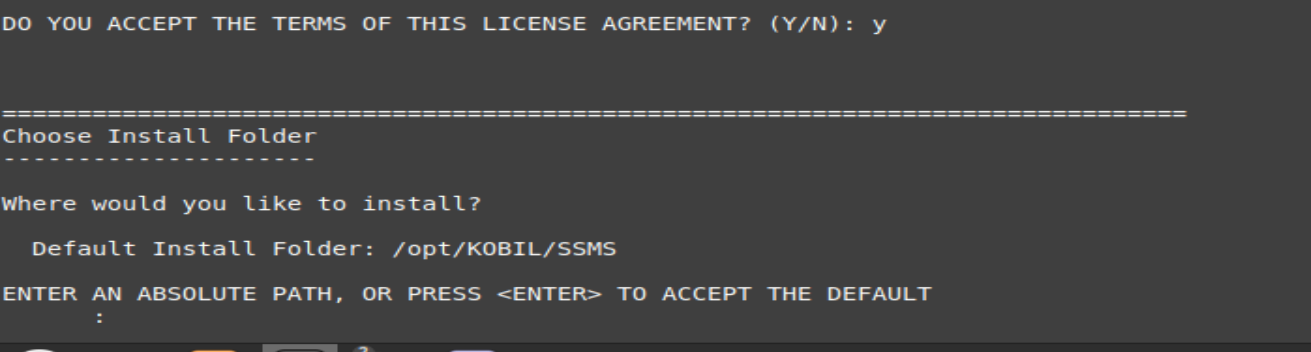 DO YOU ACCEPT THE TERMS OF THIS LICENSE AGREEMENT? (Y/N): y
===============================================================================
Choose Install Folder
---------------------
Where would you like to install?
Default Install Folder: /opt/KOBIL/SSMS
ENTER AN ABSOLUTE PATH, OR PRESS <ENTER> TO ACCEPT THE DEFAULT
: